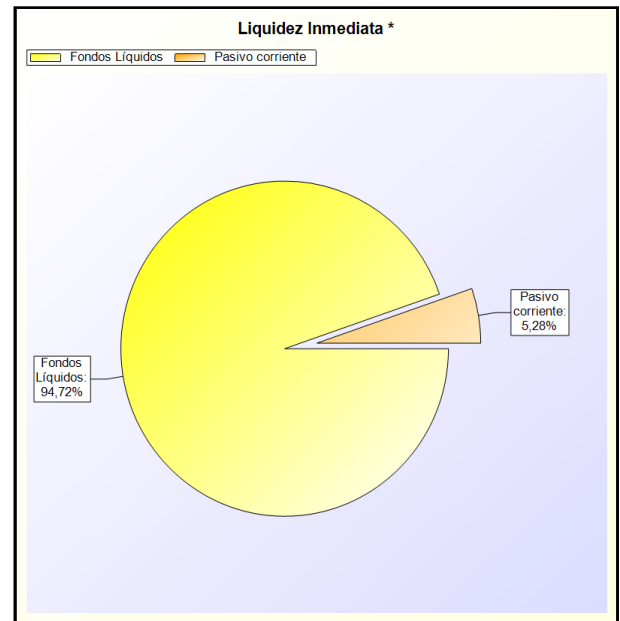 Liquidez Inmediata *
Fondos Líquidos
Pasivo corriente
Pasivo
corriente:
5,28%
Fondos
Líquidos:
94,72%